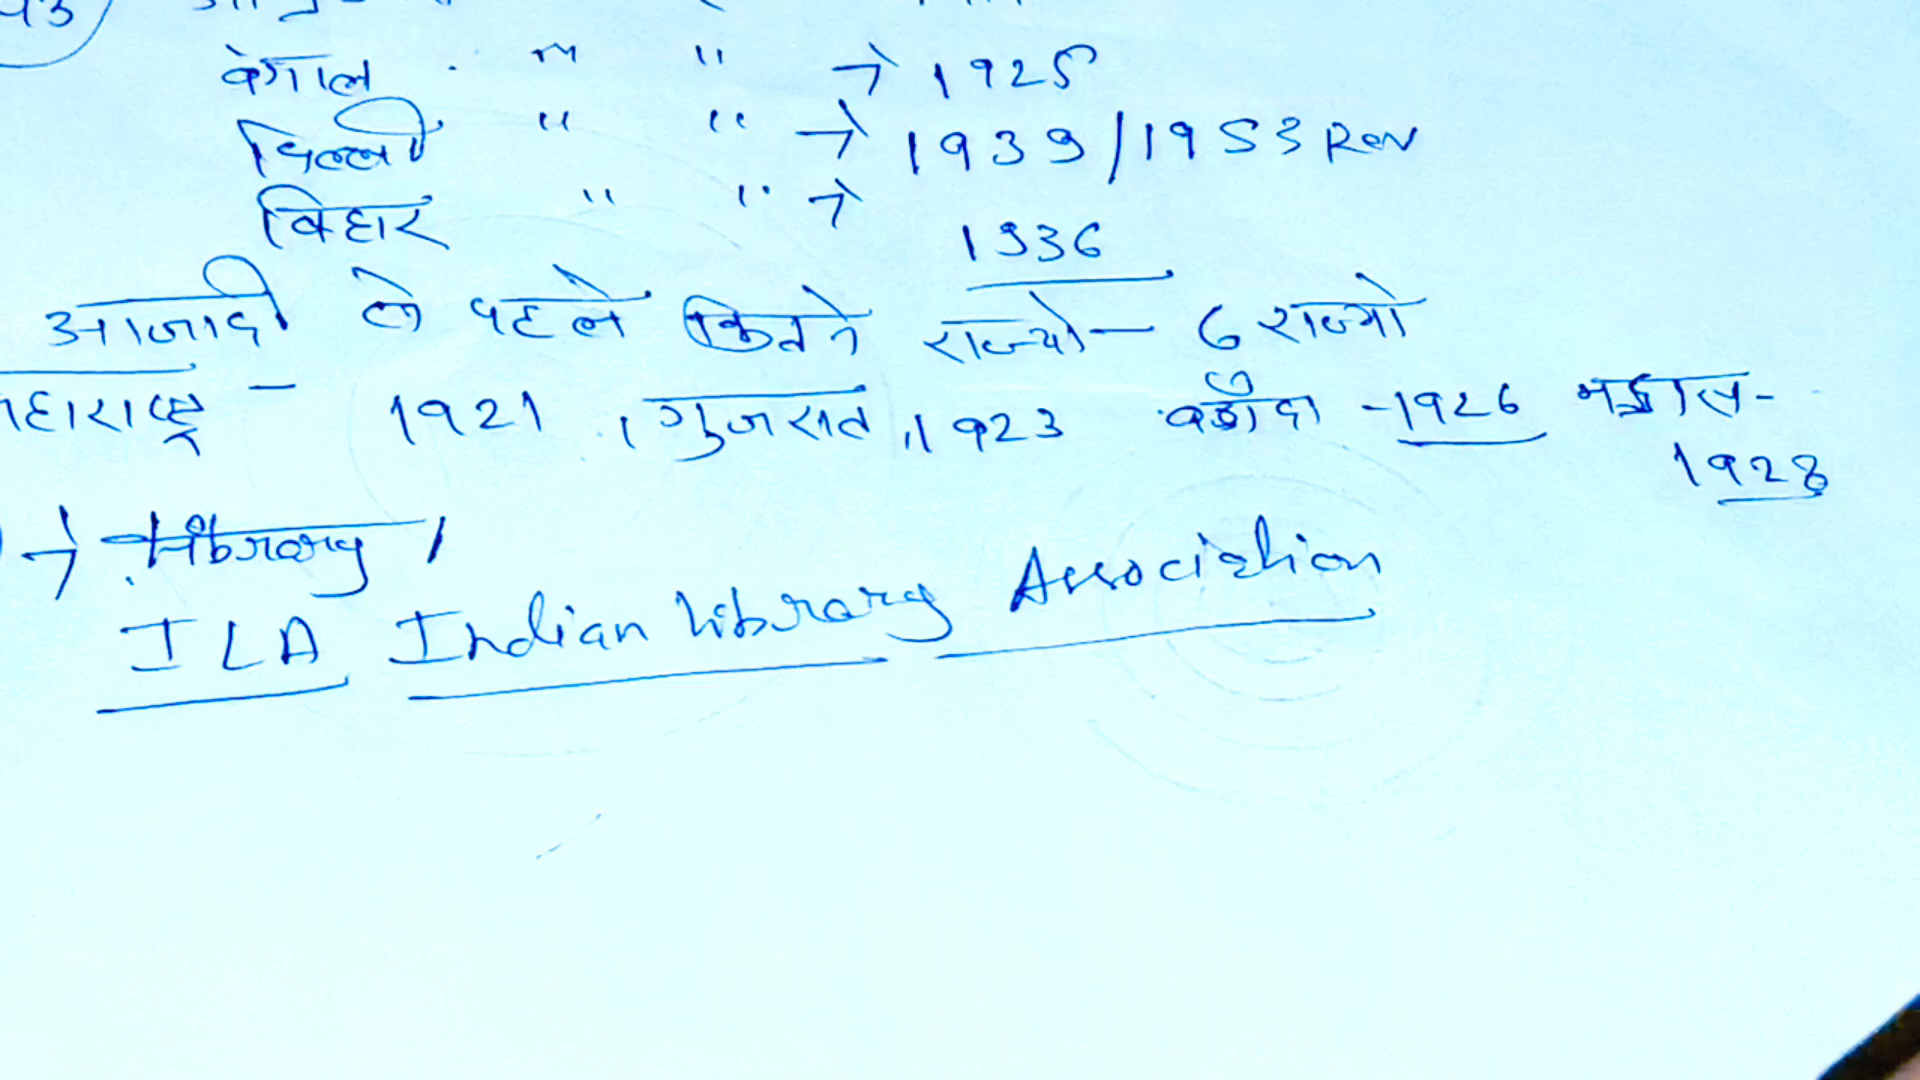 बंगाल " " → 1925
दिल्ली " " → 1939/1953 Rev
बिहार " " → 1936
आजादी से पहले कितने राज्यो - 6 राज्यो
महाराष्ट्र - 1921, गुजरात, 1923 बड़ौदा - 1926 मद्रास -
1928
→ Library
ILA Indian Library Association